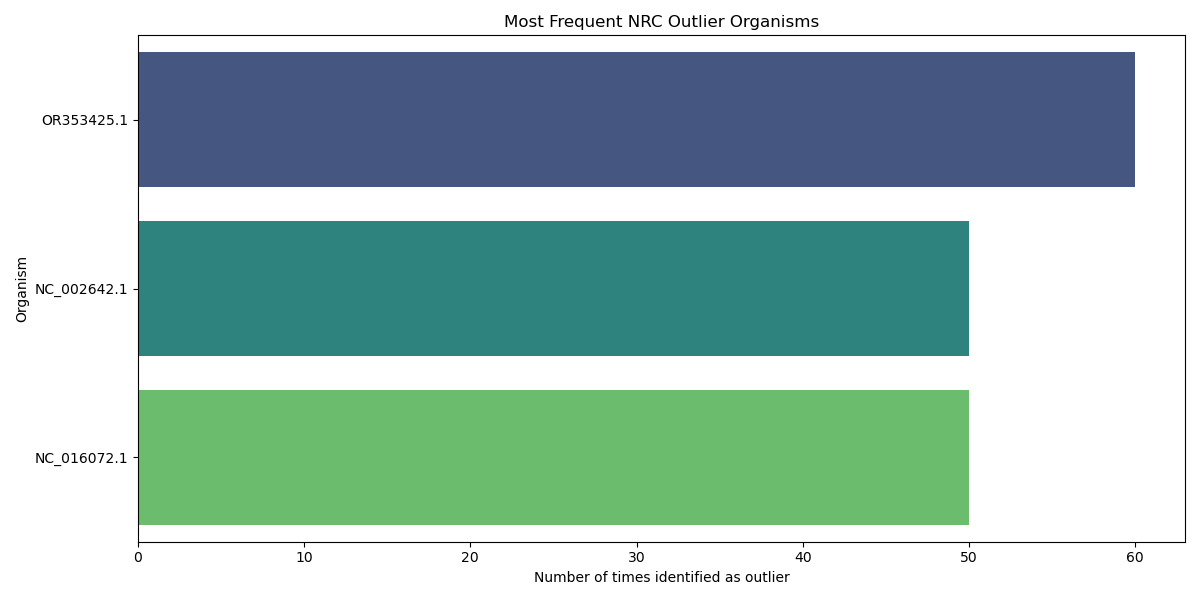 Most Frequent NRC Outlier Organisms
Organism
OR353425.1
NC_002642.1
NC_016072.1
0 10 20 30 40 50 60
Number of times identified as outlier